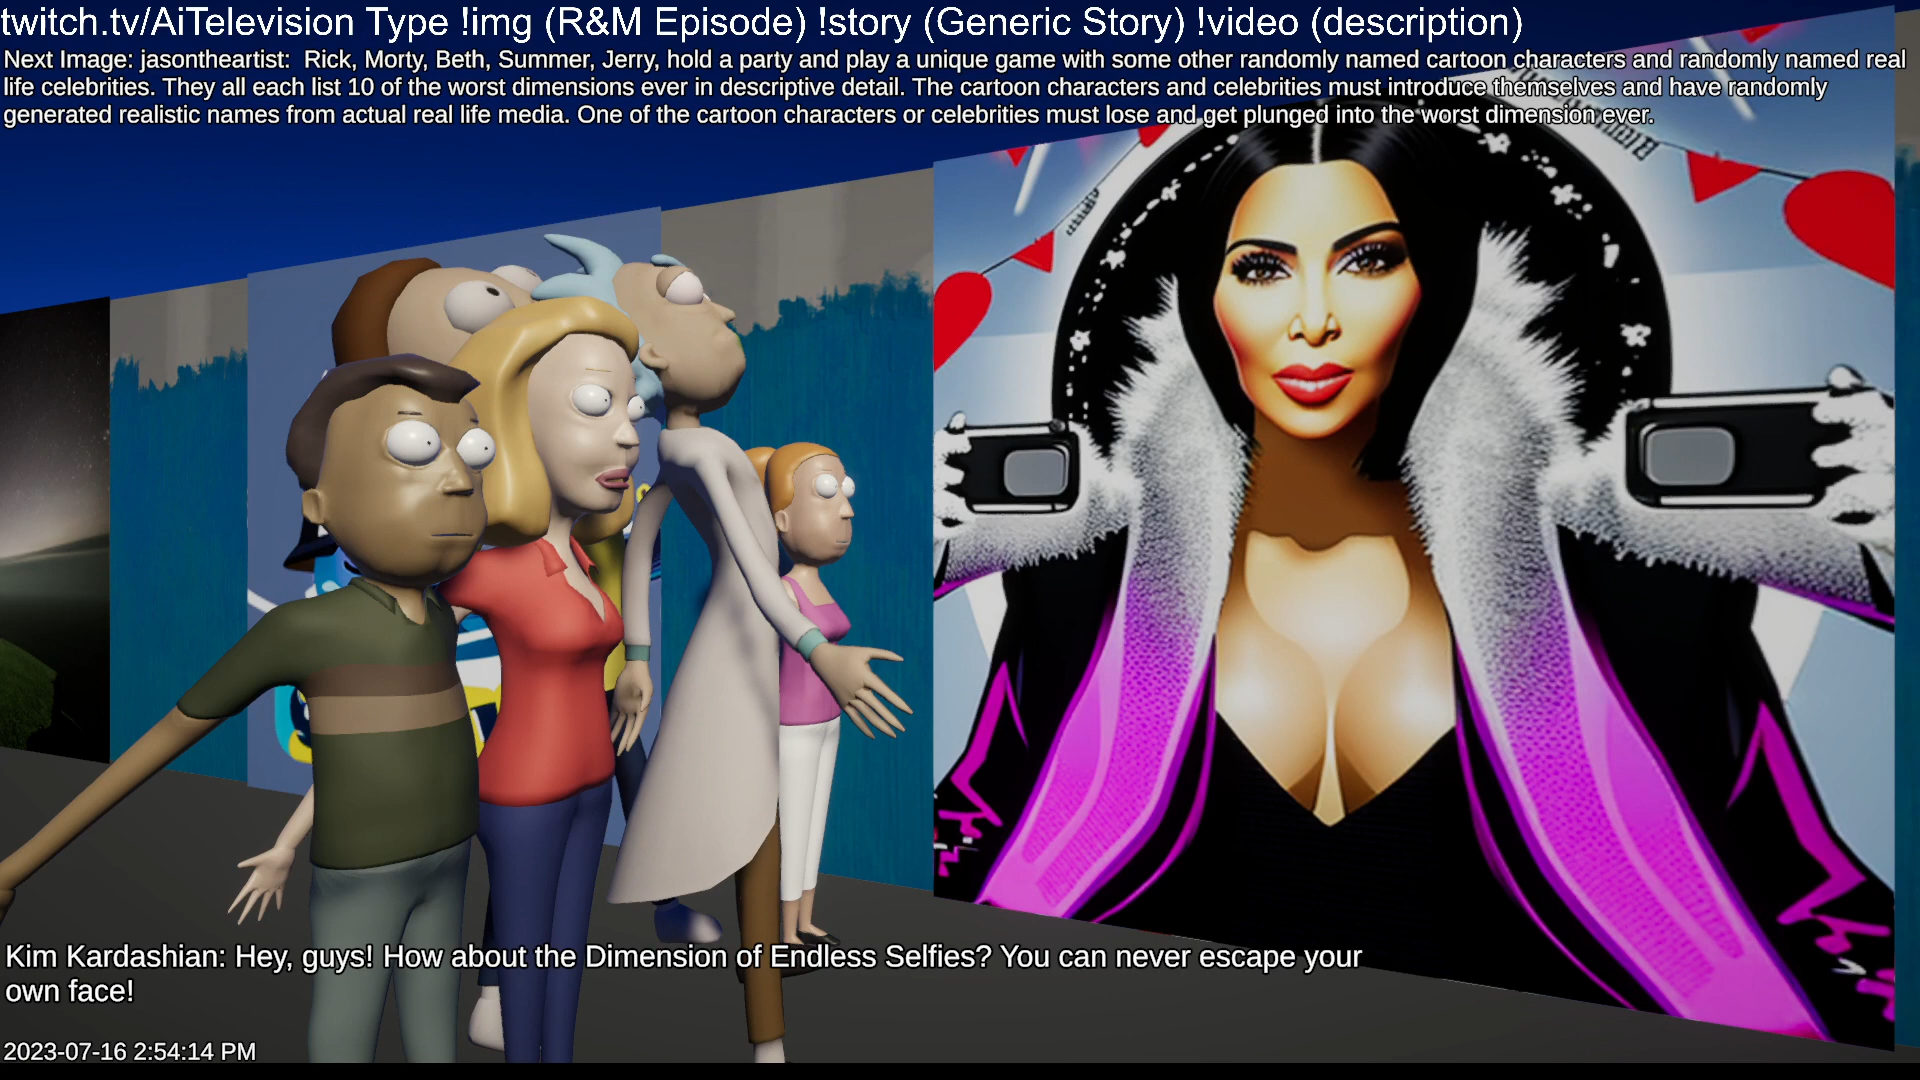 twitch.tv/AiTelevision Type !img (R&M Episode) !story (Generic Story) !video (description)
Next Image: jasontheartist:  Rick, Morty, Beth, Summer, Jerry, hold a party and play a unique game with some other randomly named cartoon characters and randomly named real
life celebrities. They all each list 10 of the worst dimensions ever in descriptive detail. The cartoon characters and celebrities must introduce themselves and have randomly
generated realistic names from actual real life media. One of the cartoon characters or celebrities must lose and get plunged into the worst dimension ever.
Kim Kardashian: Hey, guys! How about the Dimension of Endless Selfies? You can never escape your
own face!
2023-07-16 2:54:14 PM